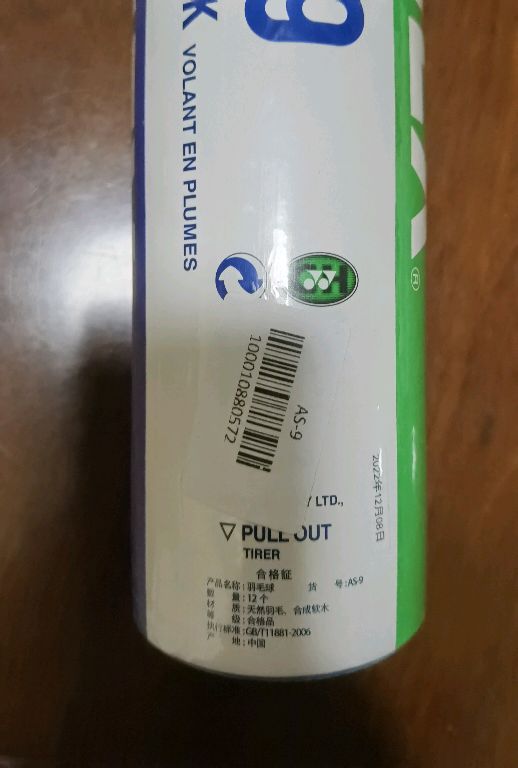 9
K
VOLANT EN PLUMES
®
AS-9
100010880572
2022年12月08日
LTD.,
▽ PULL OUT
TIRER
合格証
产品名称:羽毛球 货 号:AS-9
数 量:12个
材 质:天然羽毛、合成软木
等 级:合格品
执行标准:GB/T11881-2006
产 地:中国